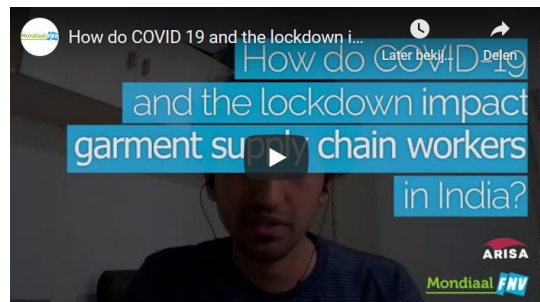 Mondiaal FNV
How do COVID 19 and the lockdown i...
Later bekij...
Delen
How do COVID-19
and the lockdown impact
garment supply chain workers
in India?
ARISA
Mondiaal FNV